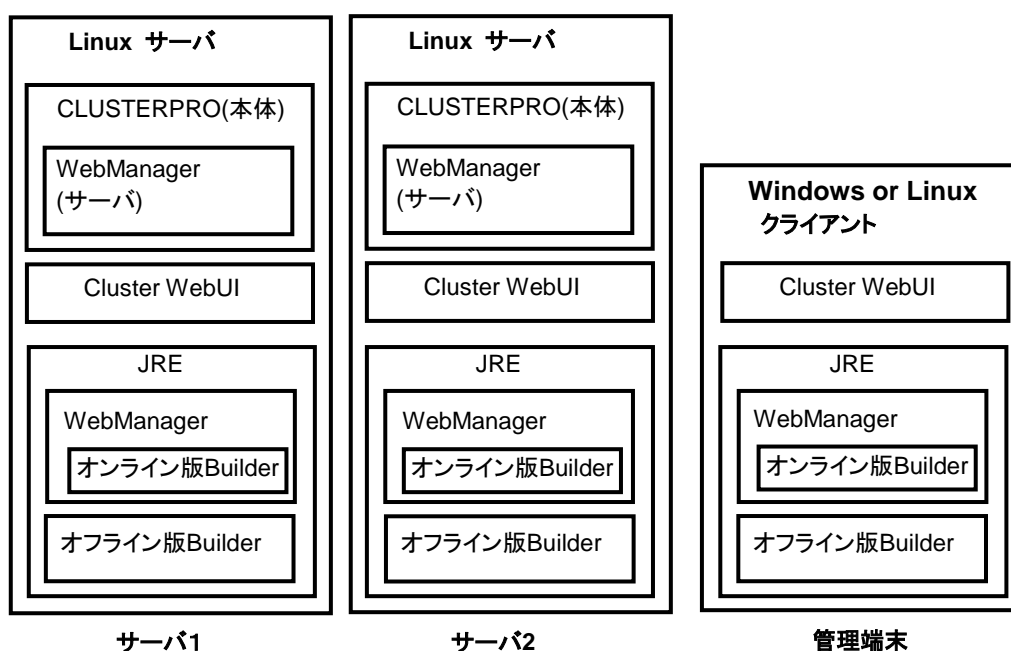 Linux サーバ
CLUSTERPRO(本体)
WebManager
(サーバ)
Cluster WebUI
JRE
WebManager
オンライン版Builder
オフライン版Builder
サーバ1
Linux サーバ
CLUSTERPRO(本体)
WebManager
(サーバ)
Cluster WebUI
JRE
WebManager
オンライン版Builder
オフライン版Builder
サーバ2
Windows or Linux
クライアント
Cluster WebUI
JRE
WebManager
オンライン版Builder
オフライン版Builder
管理端末